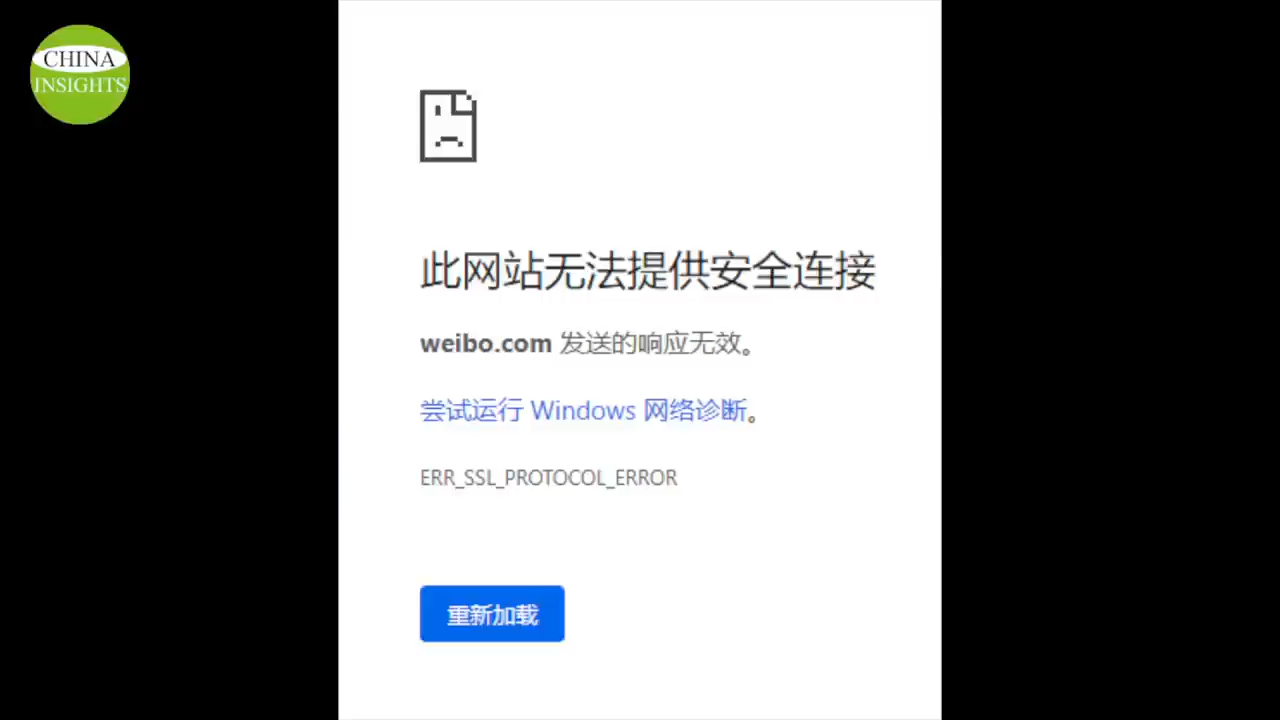 CHINA
INSIGHTS
此网站无法提供安全连接
weibo.com 发送的响应无效。
尝试运行 Windows 网络诊断。
ERR_SSL_PROTOCOL_ERROR
重新加载